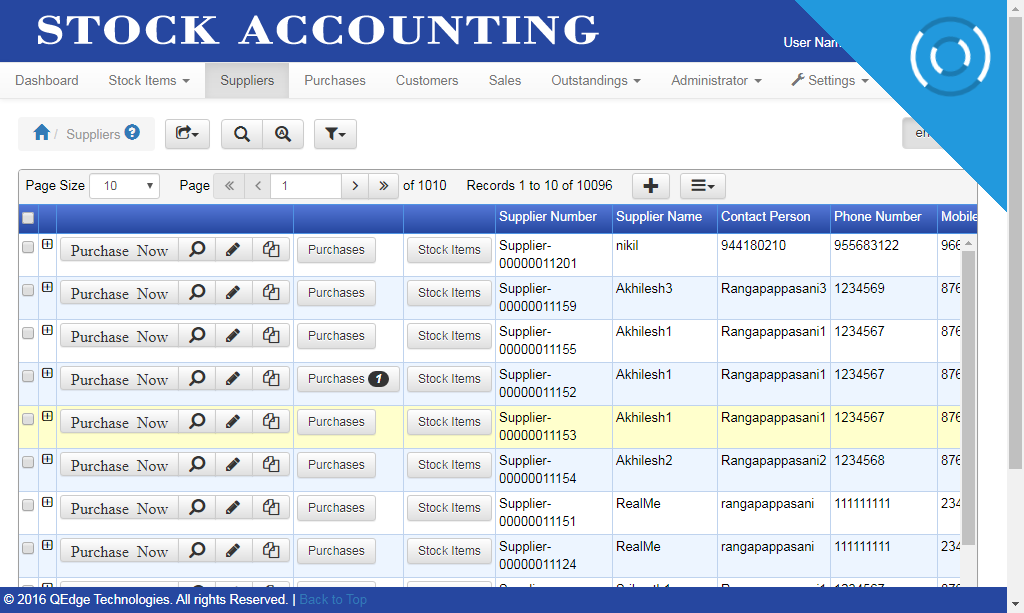 STOCK ACCOUNTING
User Nam
Dashboard Stock Items Suppliers Purchases Customers Sales Outstandings Administrator Settings
/ Suppliers
Page Size 10 Page 1 of 1010 Records 1 to 10 of 10096
Supplier Number Supplier Name Contact Person Phone Number Mobile
Purchase Now Purchases Stock Items Supplier- nikil 944180210 955683122 966
00000011201
Purchase Now Purchases Stock Items Supplier- Akhilesh3 Rangapappasani3 1234569 876
00000011159
Purchase Now Purchases Stock Items Supplier- Akhilesh1 Rangapappasani1 1234567 876
00000011155
Purchase Now Purchases 1 Stock Items Supplier- Akhilesh1 Rangapappasani1 1234567 876
00000011152
Purchase Now Purchases Stock Items Supplier- Akhilesh1 Rangapappasani1 1234567 876
00000011153
Purchase Now Purchases Stock Items Supplier- Akhilesh2 Rangapappasani2 1234568 876
00000011154
Purchase Now Purchases Stock Items Supplier- RealMe rangapappasani 111111111 234
00000011151
Purchase Now Purchases Stock Items Supplier- RealMe rangapappasani 111111111 234
00000011124
© 2016 QEdge Technologies. All rights Reserved. | Back to Top